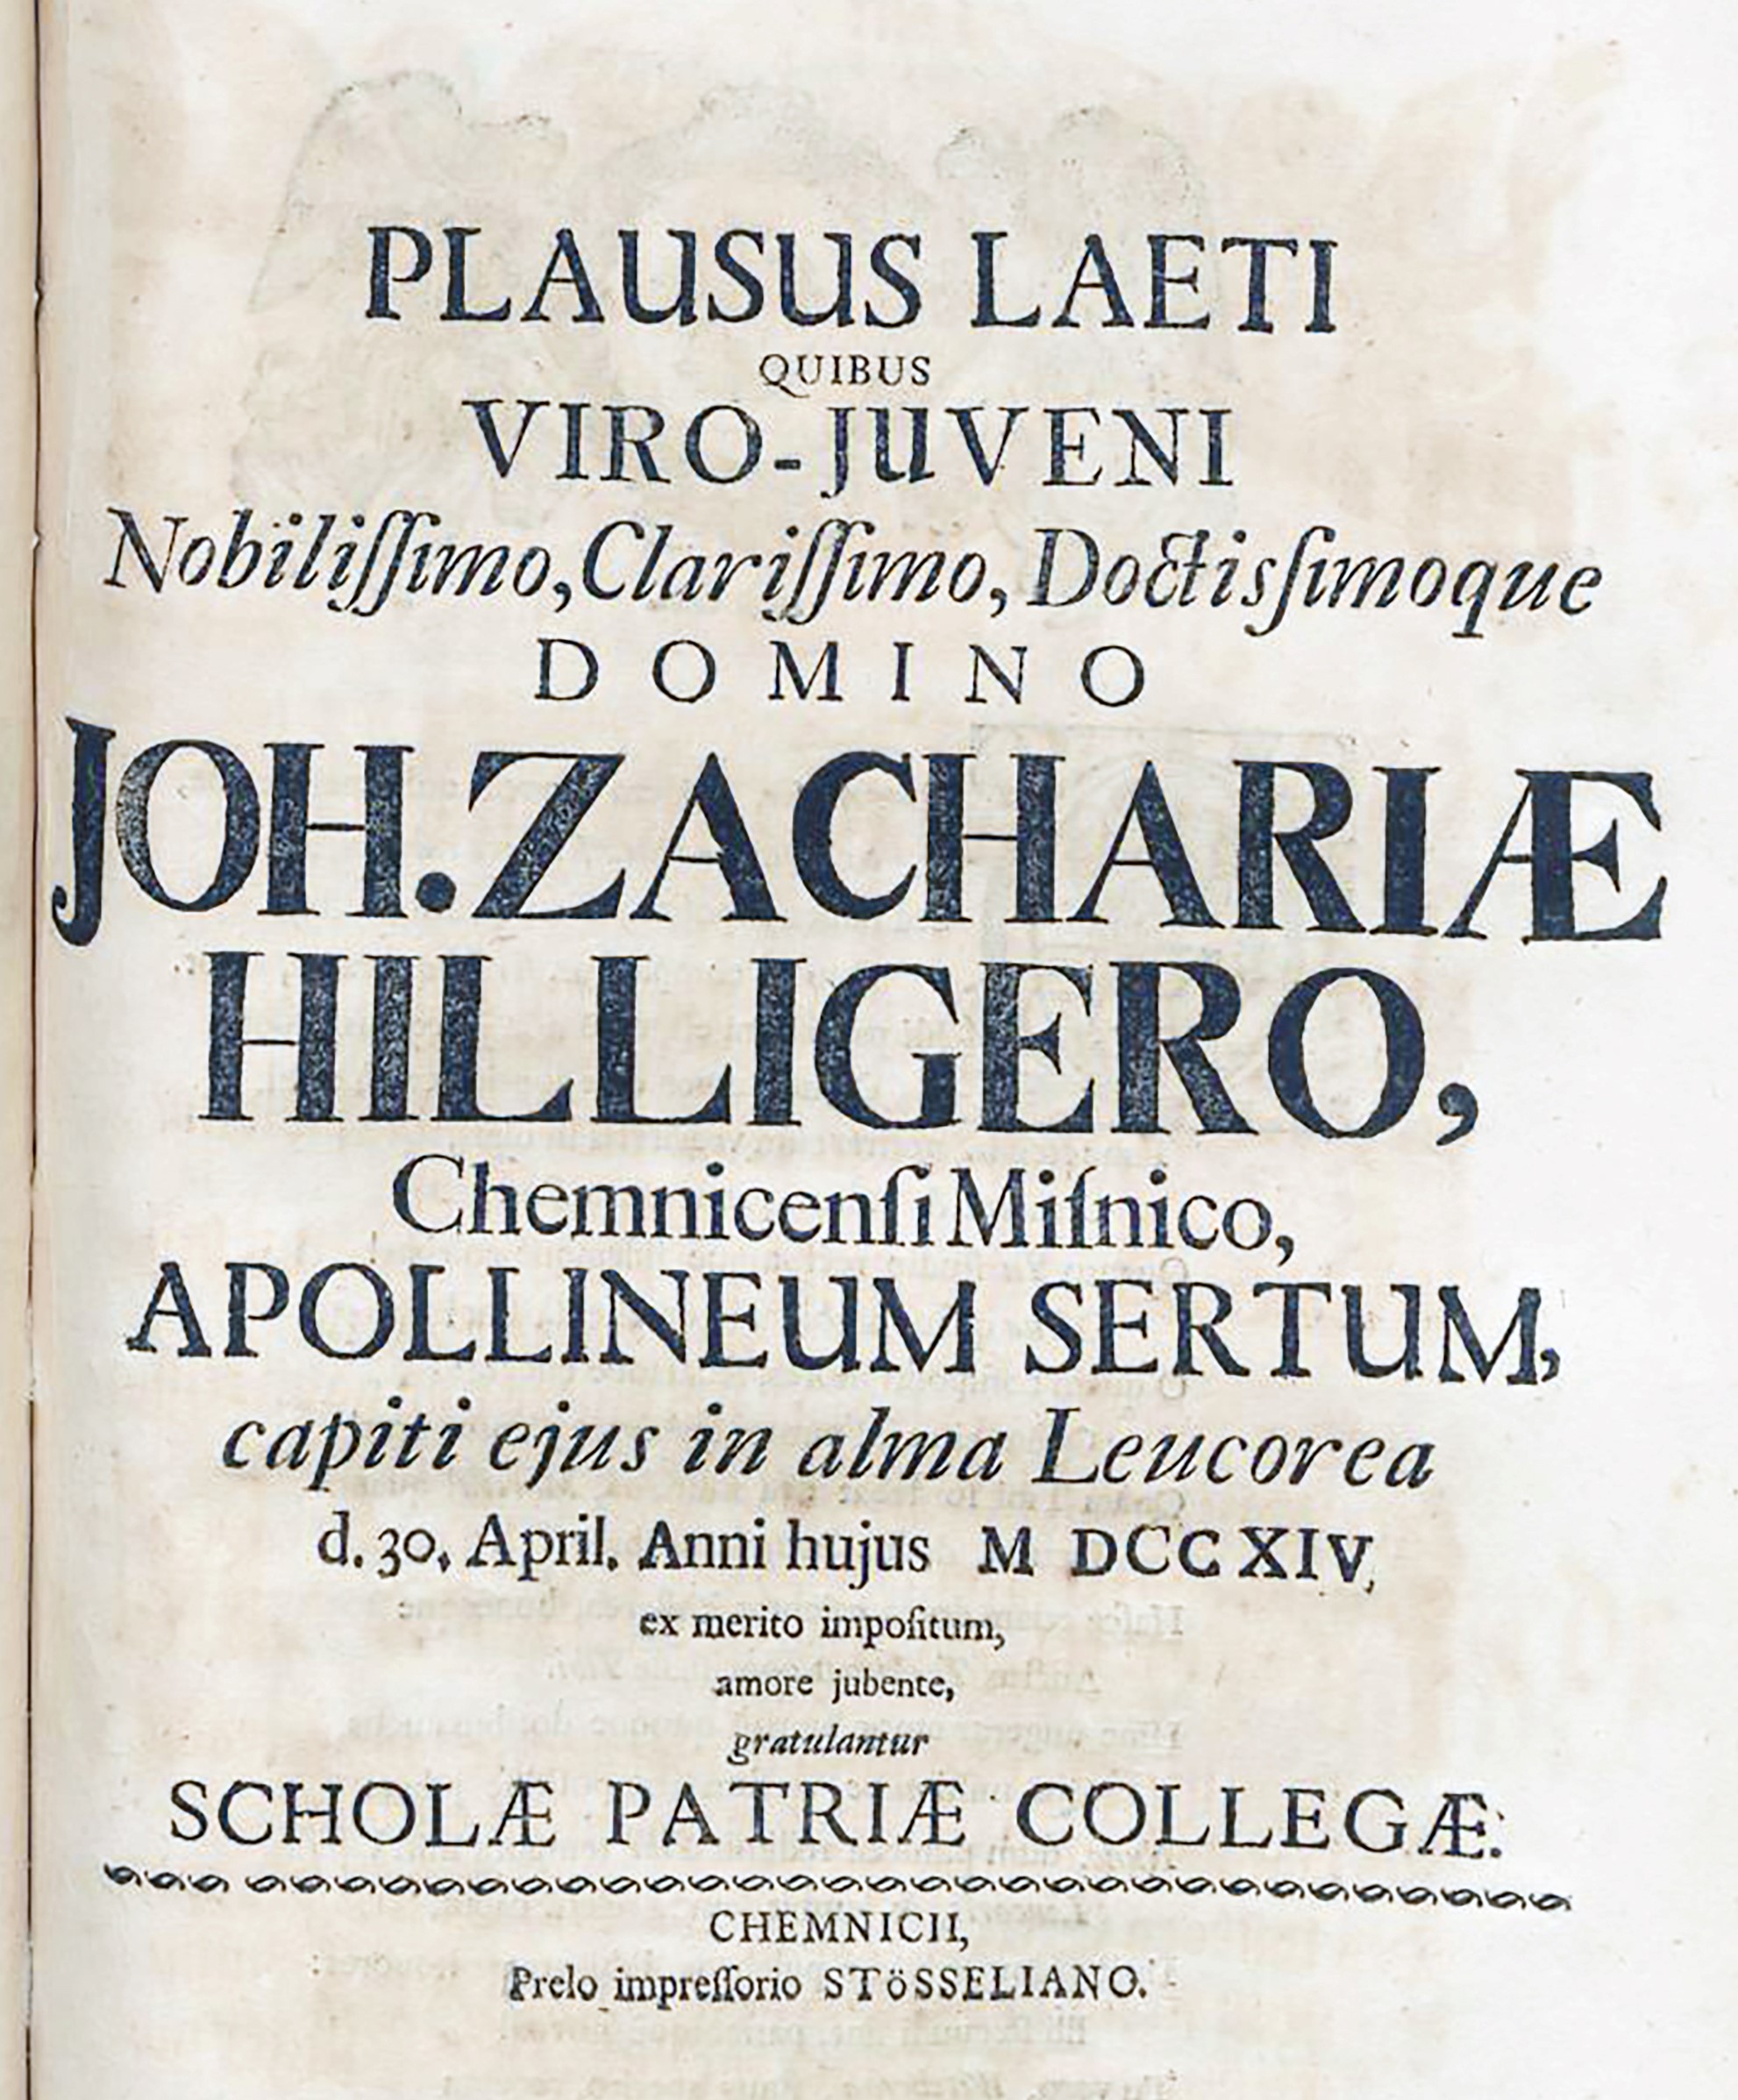 PLAUSUS LAETI
QUIBUS
VIRO-JUVENI
Nobiliſſimo, Clariſſimo, Doctisſimoque
DOMINO
JOH. ZACHARIÆ
HILLIGERO,
Chemnicenſi Miſnico,
APOLLINEUM SERTUM,
capiti ejus in alma Leucorea
d. 30. April. Anni hujus M DCC XIV,
ex merito impoſitum,
amore jubente,
gratulantur
SCHOLÆ PATRIÆ COLLEGÆ.
CHEMNICII,
Prelo impreſſorio STöSSELIANO.